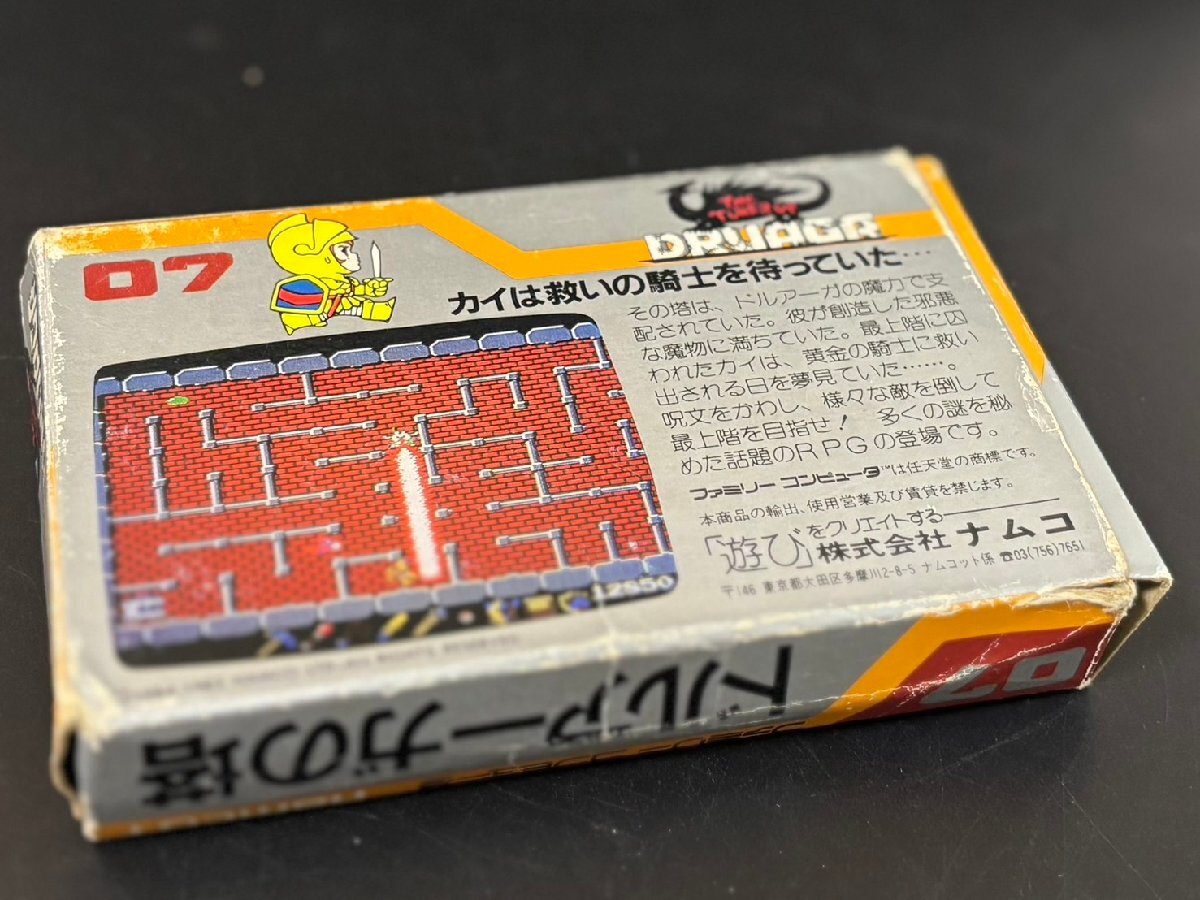 07
THE TOWER OF
DRUAGA
カイは救いの騎士を待っていた…
その塔は、ドルアーガの魔力で支
配されていた。彼が創造した邪悪
な魔物に満ちていた。最上階に囚
われたカイは、黄金の騎士に救い
出される日を夢見ていた……。
呪文をかわし、様々な敵を倒して
最上階を目指せ！ 多くの謎を秘
めた話題のRPGの登場です。
ファミリーコンピュータ™は任天堂の商標です。
本商品の輸出、使用営業及び賃貸を禁じます。
「遊び」をクリエイトする
株式会社ナムコ
〒146 東京都大田区多摩川2-8-5 ナムコット係 ☎03(756)7651
12650
ドルアーガの塔
07